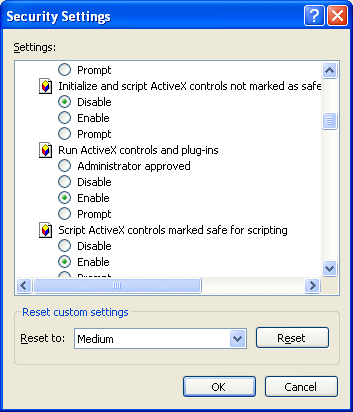 Security Settings
Settings:
Prompt
Initialize and script ActiveX controls not marked as safe
Disable
Enable
Prompt
Run ActiveX controls and plug-ins
Administrator approved
Disable
Enable
Prompt
Script ActiveX controls marked safe for scripting
Disable
Enable
Prompt
Reset custom settings
Reset to:
Medium
Reset
OK
Cancel